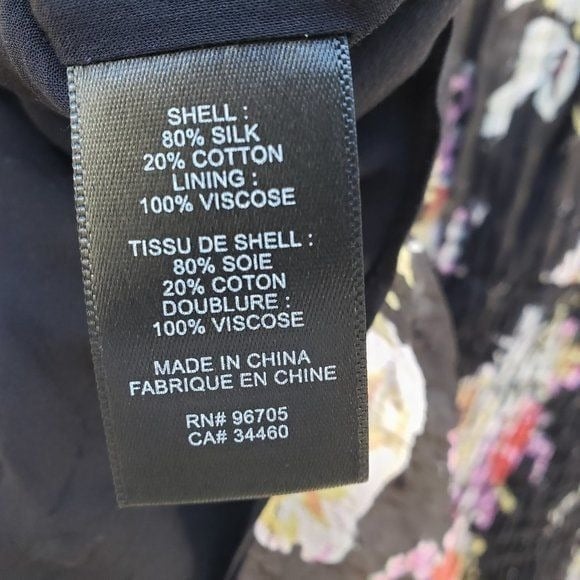 SHELL :
80% SILK
20% COTTON
LINING :
100% VISCOSE
TISSU DE SHELL :
80% SOIE
20% COTON
DOUBLURE :
100% VISCOSE
MADE IN CHINA
FABRIQUE EN CHINE
RN# 96705
CA# 34460